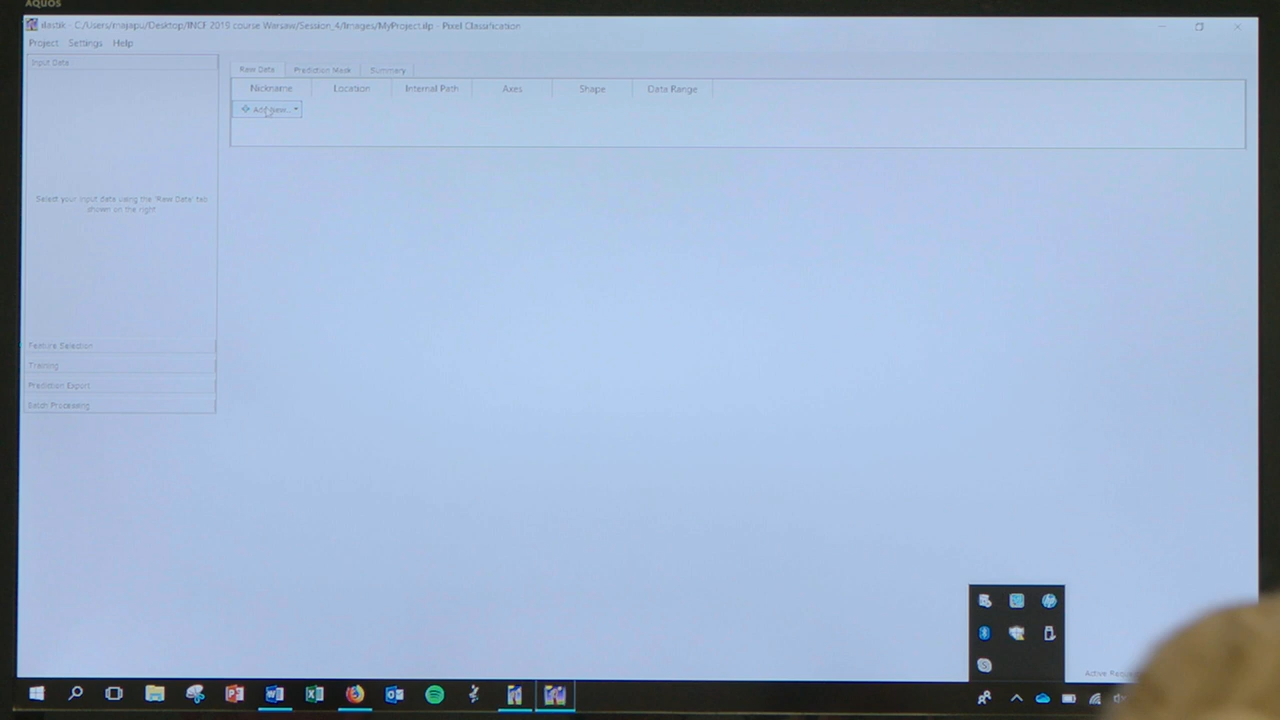 AQUOS
ilastik - C:/Users/majapu/Desktop/INCF 2019 course Warsaw/Session_4/Images/MyProject.ilp - Pixel Classification
Project Settings Help
Input Data
Raw Data Prediction Mask Summary
Nickname Location Internal Path Axes Shape Data Range
Add New...
Select your input data using the 'Raw Data' tab
shown on the right
Feature Selection
Training
Prediction Export
Batch Processing
Active